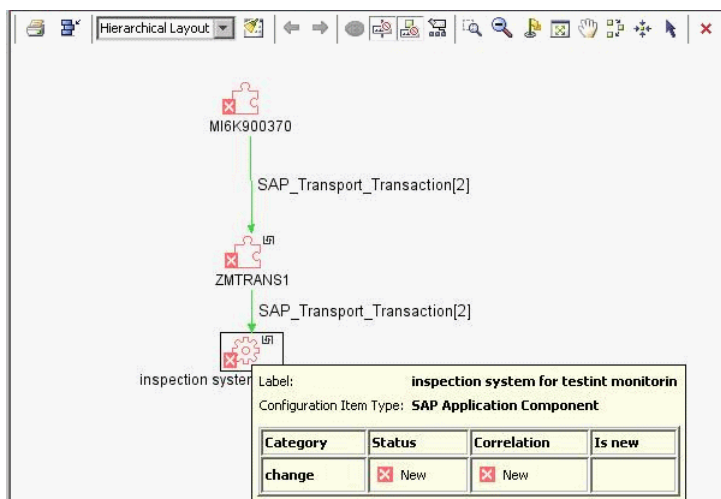 Hierarchical Layout
MI6K900370
SAP_Transport_Transaction[2]
ZMTRANS1
SAP_Transport_Transaction[2]
inspection system
Label: inspection system for testint monitorin
Configuration Item Type: SAP Application Component
Category Status Correlation Is new
change New New